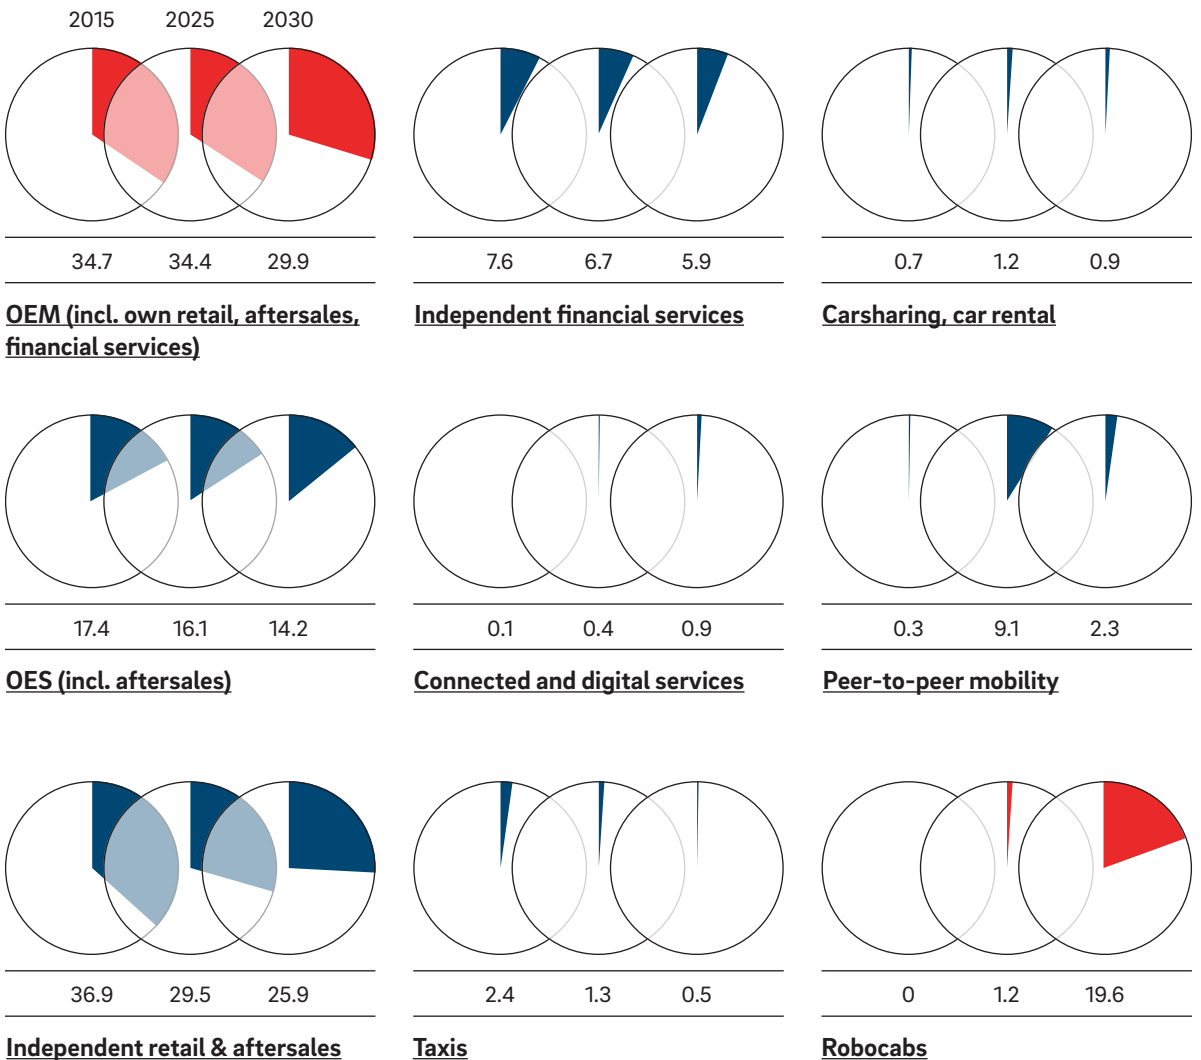 2015 2025 2030
34.7 34.4 29.9
OEM (incl. own retail, aftersales,
financial services)
7.6 6.7 5.9
Independent financial services
0.7 1.2 0.9
Carsharing, car rental
17.4 16.1 14.2
OES (incl. aftersales)
0.1 0.4 0.9
Connected and digital services
0.3 9.1 2.3
Peer-to-peer mobility
36.9 29.5 25.9
Independent retail & aftersales
2.4 1.3 0.5
Taxis
0 1.2 19.6
Robocabs